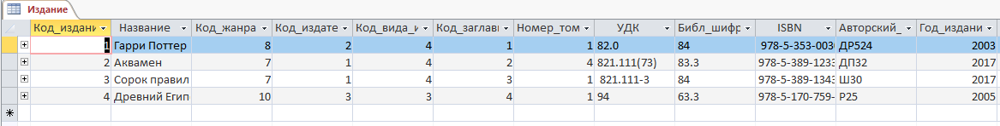 Издание
Код_издани Название Код_жанра Код_издате Код_вида_и Код_заглав Номер_том УДК Библ_шифр ISBN Авторский_ Год_издани
1 Гарри Поттер 8 2 4 1 1 82.0 84 978-5-353-003 ДР524 2003
2 Аквамен 7 1 4 2 4 821.111(73) 83.3 978-5-389-1233 ДП32 2017
3 Сорок правил 7 1 4 3 1 821.111-3 84 978-5-389-1343 Ш30 2017
4 Древний Егип 10 3 3 4 1 94 63.3 978-5-170-759- Р25 2005